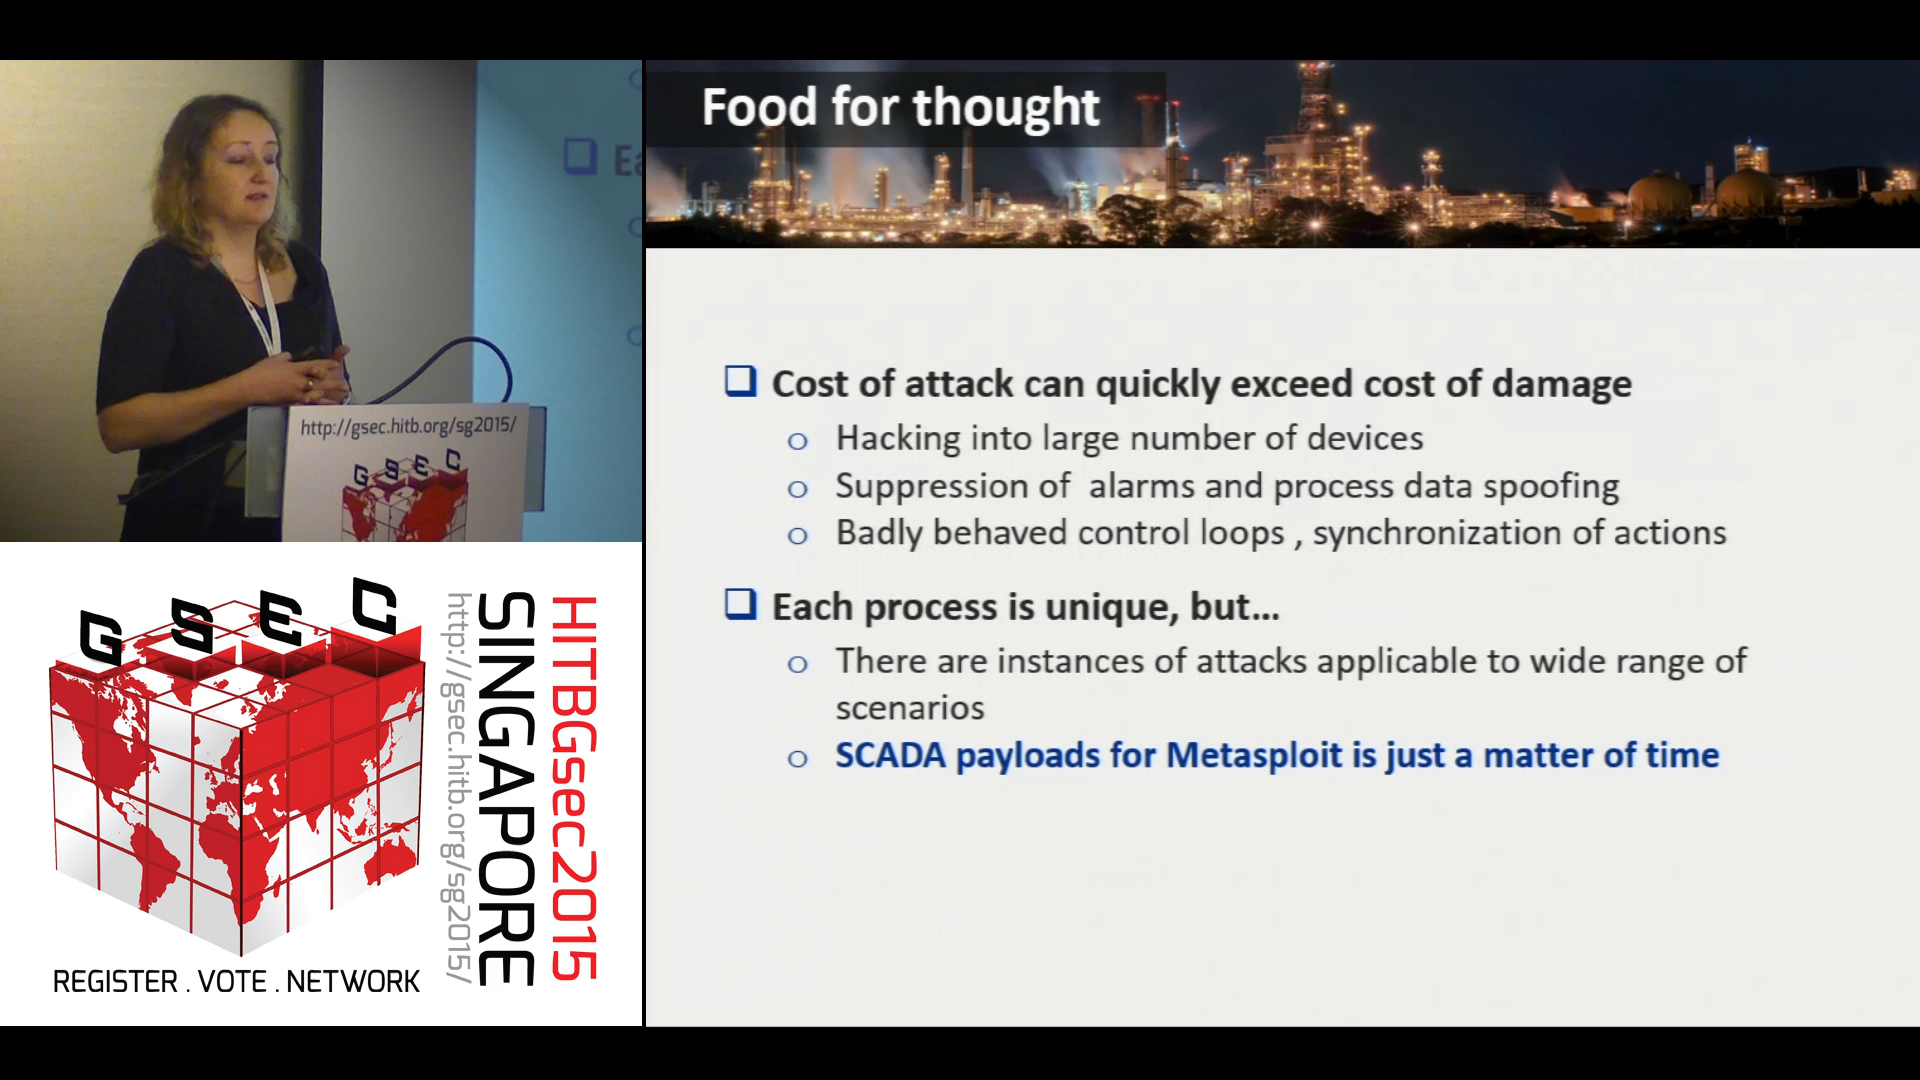 Food for thought
Cost of attack can quickly exceed cost of damage
Hacking into large number of devices
Suppression of  alarms and process data spoofing
Badly behaved control loops , synchronization of actions
Each process is unique, but...
There are instances of attacks applicable to wide range of
scenarios
SCADA payloads for Metasploit is just a matter of time
Ea
http://gsec.hitb.org/sg2015/
G S E C
G S E C
http://gsec.hitb.org/sg2015/
SINGAPORE
HITBGsec2015
REGISTER . VOTE . NETWORK